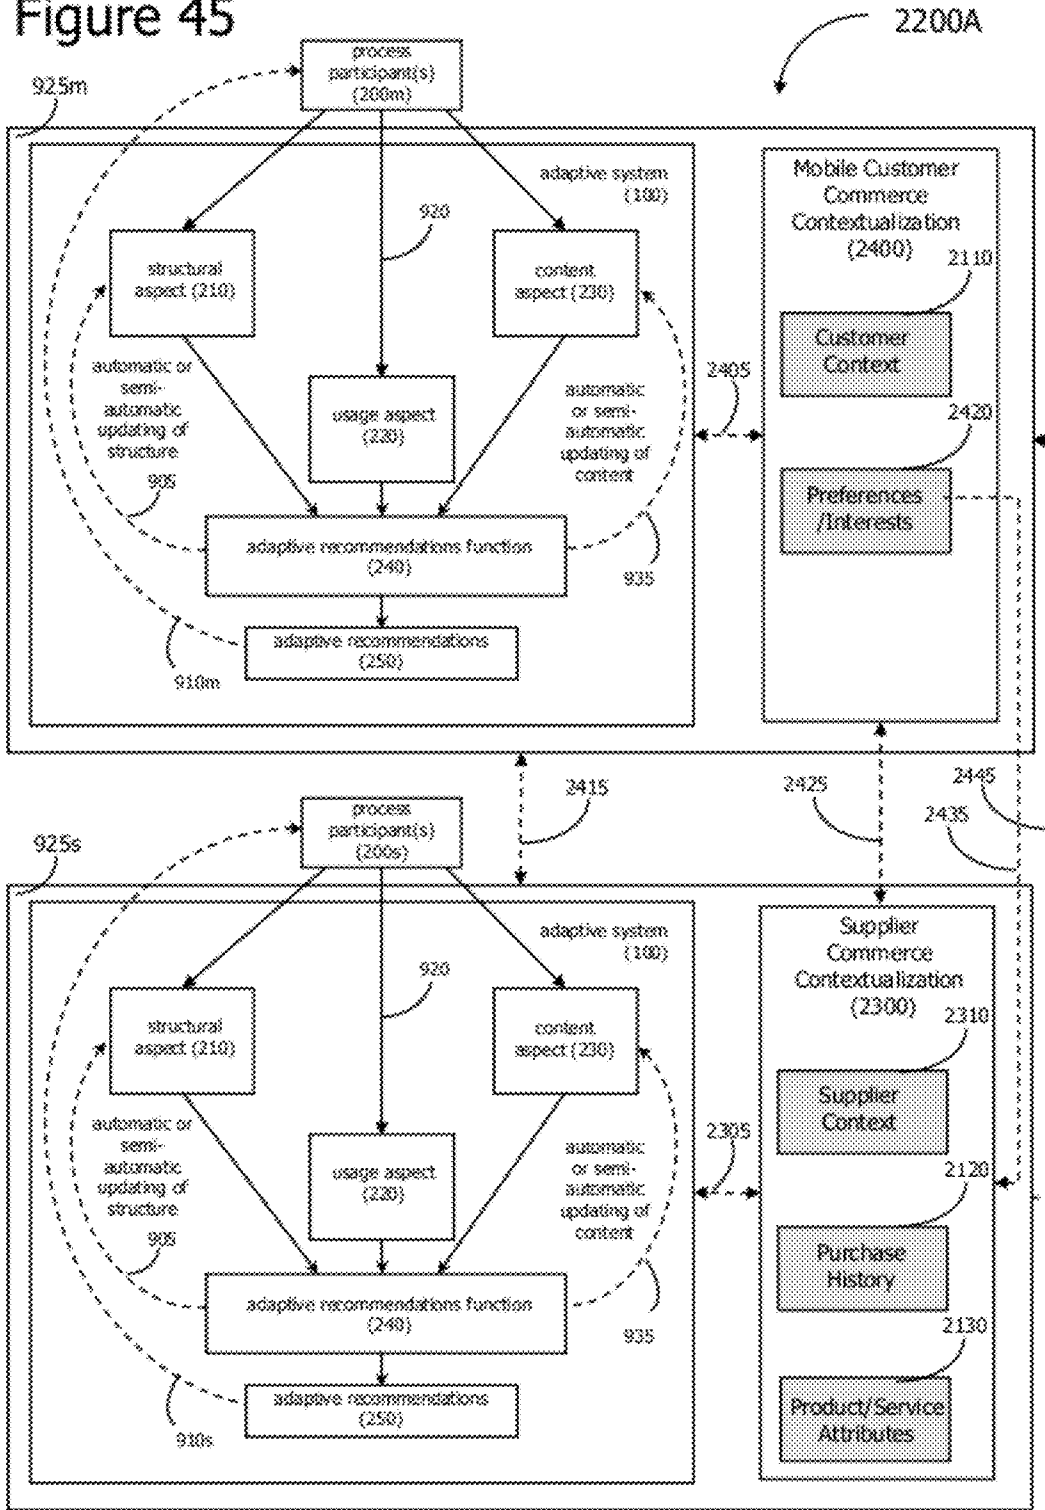 Figure 45
2200A
process
participant(s)
(200m)
925m
adaptive system
(100)
Mobile Customer
Commerce
Contextualization
(2400)
920
2110
structural
aspect (210)
content
aspect (230)
Customer
Context
automatic or
semi-
automatic
updating of
structure
usage aspect
(220)
automatic
or semi-
automatic
updating of
content
2405
2420
Preferences
/Interests
905
adaptive recommendations function
(240)
935
adaptive recommendations
(250)
910m
2415
2425
2445
2435
process
participant(s)
(200s)
925s
adaptive system
(100)
Supplier
Commerce
Contextualization
(2300)
920
2310
structural
aspect (210)
content
aspect (230)
Supplier
Context
automatic or
semi-
automatic
updating of
structure
usage aspect
(220)
automatic
or semi-
automatic
updating of
content
2305
2120
Purchase
History
905
adaptive recommendations function
(240)
935
2130
adaptive recommendations
(250)
Product/Service
Attributes
910s